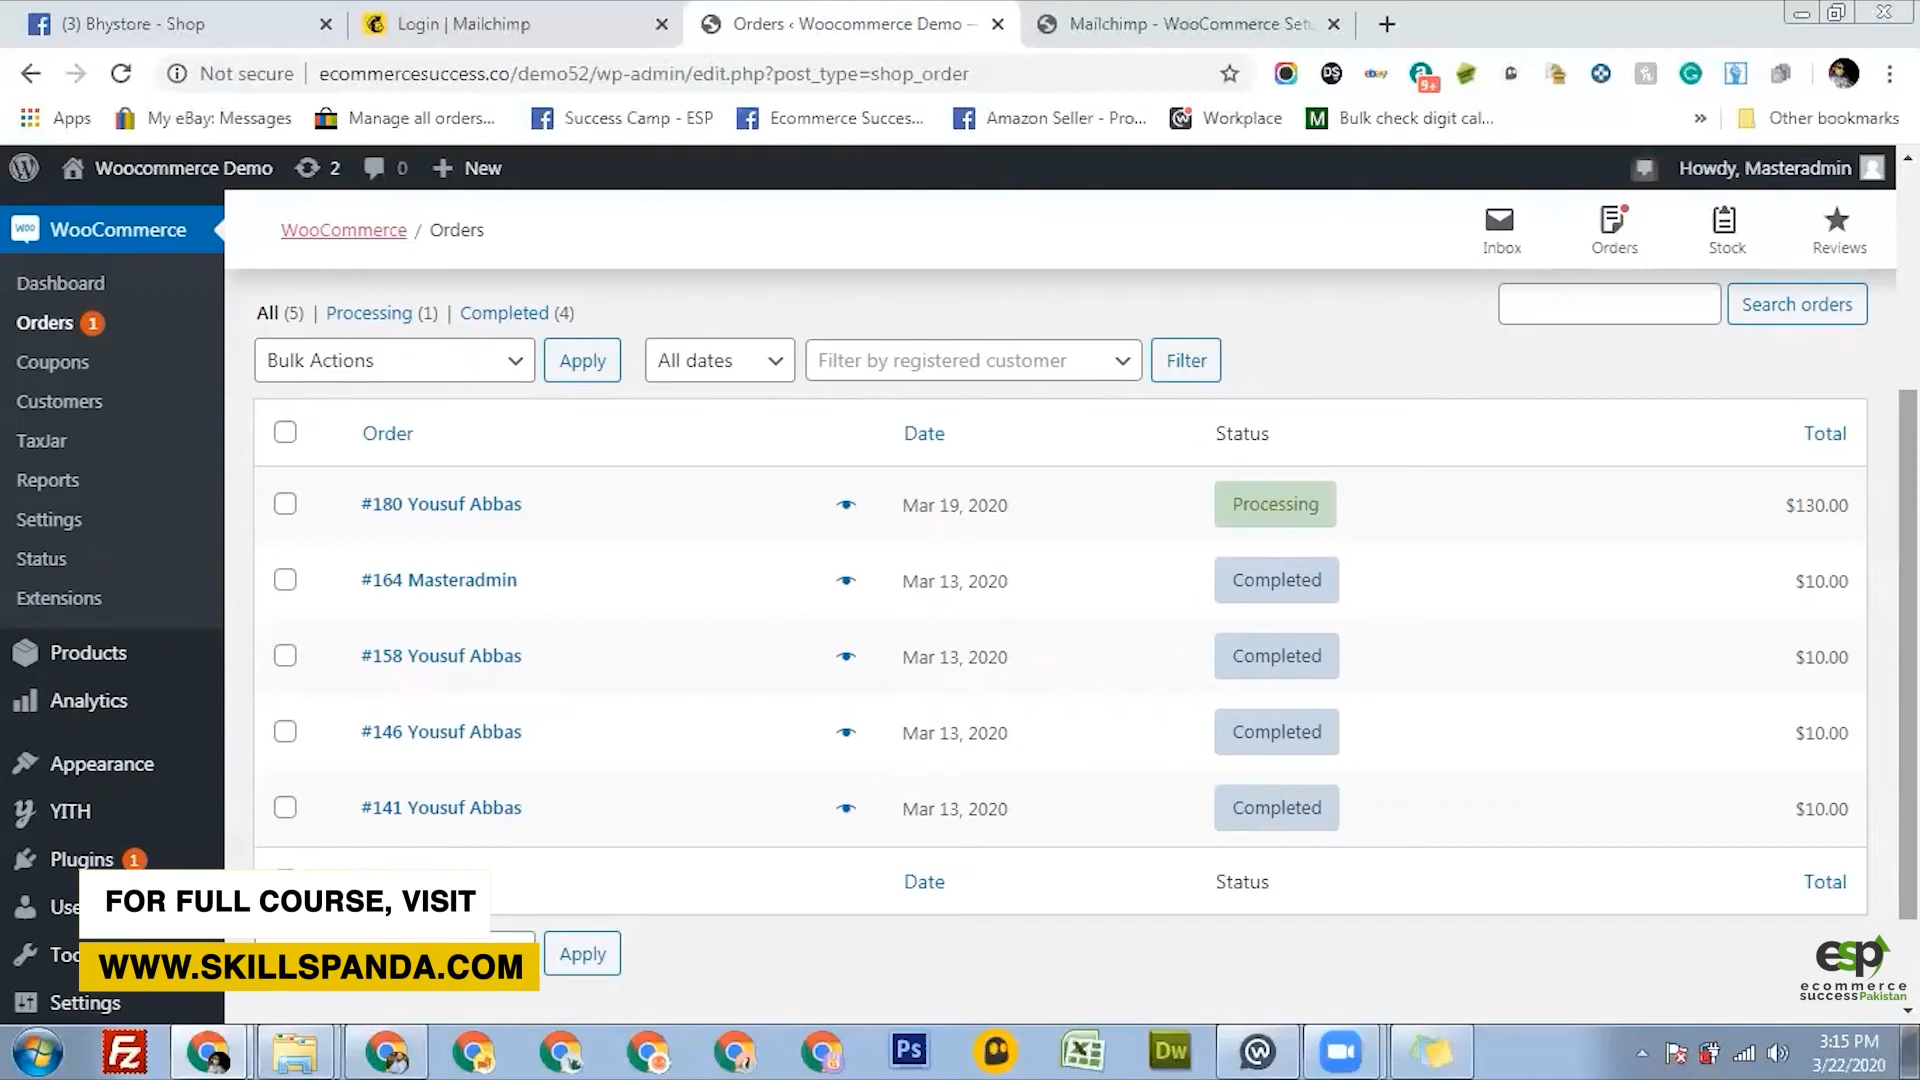 (3) Bhystore - Shop
Login | Mailchimp
Orders ‹ Woocommerce Demo —
Mailchimp - WooCommerce Setu
Not secure
ecommercesuccess.co/demo52/wp-admin/edit.php?post_type=shop_order
DS
ebay
9+
Apps
My eBay: Messages
Manage all orders...
Success Camp - ESP
Ecommerce Succes...
Amazon Seller - Pro...
Workplace
M
Bulk check digit cal...
»
Other bookmarks
Woocommerce Demo
2
0
New
Howdy, Masteradmin
WooCommerce
WooCommerce / Orders
Inbox
Orders
Stock
Reviews
Dashboard
Orders 1
Coupons
Customers
TaxJar
Reports
Settings
Status
Extensions
Products
Analytics
Appearance
YITH
Plugins 1
Use
Too
Settings
All (5) | Processing (1) | Completed (4)
Search orders
Bulk Actions
Apply
All dates
Filter by registered customer
Filter
Order Date Status Total
#180 Yousuf Abbas Mar 19, 2020 Processing $130.00
#164 Masteradmin Mar 13, 2020 Completed $10.00
#158 Yousuf Abbas Mar 13, 2020 Completed $10.00
#146 Yousuf Abbas Mar 13, 2020 Completed $10.00
#141 Yousuf Abbas Mar 13, 2020 Completed $10.00
Date Status Total
Apply
FOR FULL COURSE, VISIT
WWW.SKILLSPANDA.COM
esp
ecommerce
successPakistan
Fz
Ps
Dw
3:15 PM
3/22/2020